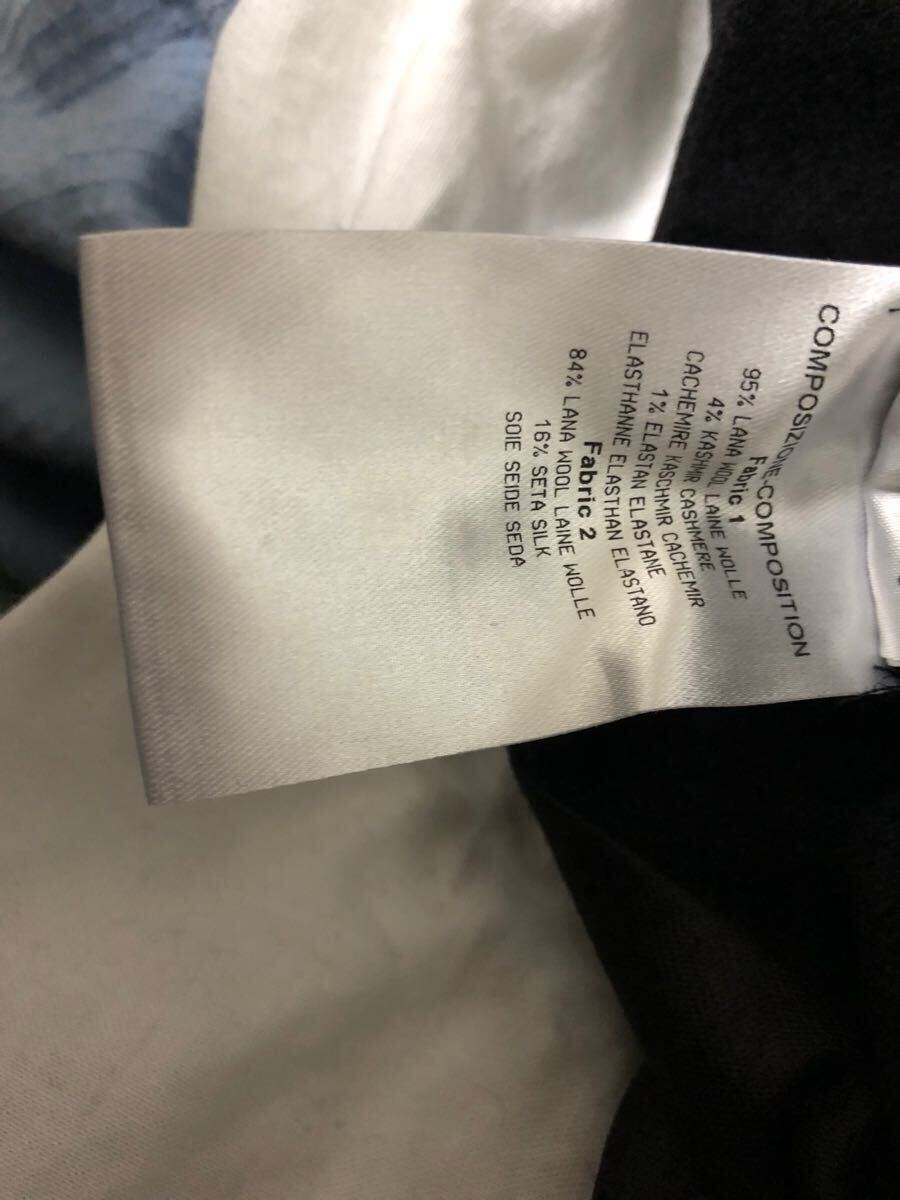 COMPOSIZIONE-COMPOSITION
Fabric 1
95% LANA WOOL LAINE WOLLE
4% KASHMIR CASHMERE
CACHEMIRE KASCHMIR CACHEMIR
1% ELASTAN ELASTANE
ELASTHANNE ELASTHAN ELASTANO
Fabric 2
84% LANA WOOL LAINE WOLLE
16% SETA SILK
SOIE SEIDE SEDA